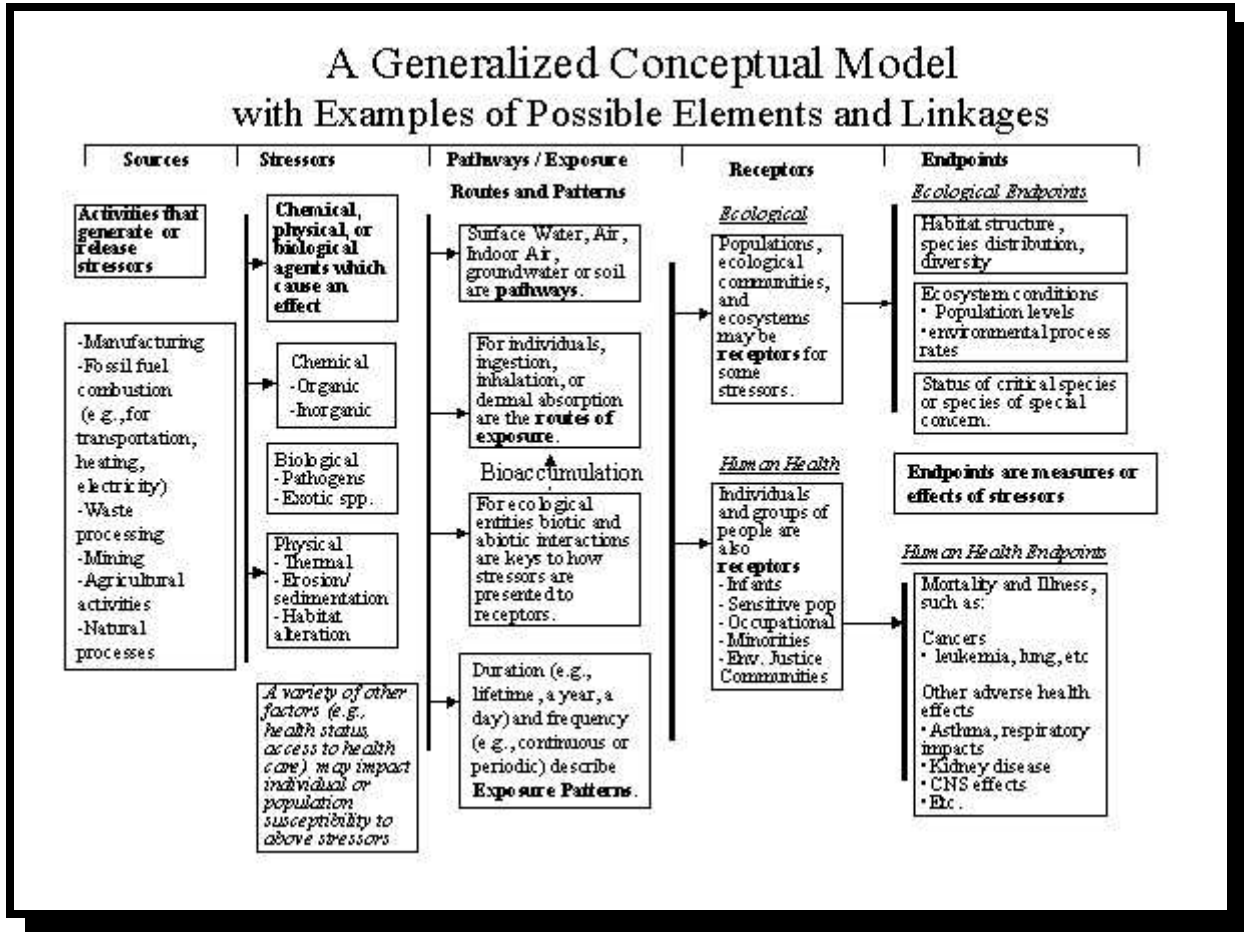 A Generalized Conceptual Model
with Examples of Possible Elements and Linkages
Sources
Activities that
generate or
release
stressors
-Manufacturing
-Fossil fuel
combustion
(e.g., for
transportation,
heating,
electricity)
-Waste
processing
-Mining
-Agricultural
activities
-Natural
processes
Stressors
Chemical,
physical, or
biological
agents which
cause an
effect
Chemical
-Organic
-Inorganic
Biological
- Pathogens
- Exotic spp.
Physical
- Thermal
- Erosion/
sedimentation
- Habitat
alteration
A variety of other
factors (e.g.,
health status,
access to health
care) may impact
individual or
population
susceptibility to
above stressors
Pathways / Exposure
Routes and Patterns
Surface Water, Air,
Indoor Air,
groundwater or soil
are pathways.
For individuals,
ingestion,
inhalation, or
dermal absorption
are the routes of
exposure.
Bioaccumulation
For ecological
entities biotic and
abiotic interactions
are keys to how
stressors are
presented to
receptors.
Duration (e.g.,
lifetime, a year, a
day) and frequency
(e.g., continuous or
periodic) describe
Exposure Patterns.
Receptors
Ecological
Populations,
ecological
communities,
and
ecosystems
may be
receptors for
some
stressors.
Human Health
Individuals
and groups of
people are
also
receptors
- Infants
- Sensitive pop
- Occupational
- Minorities
- Env. Justice
Communities
Endpoints
Ecological Endpoints
Habitat structure,
species distribution,
diversity
Ecosystem conditions
• Population levels
•environmental process
rates
Status of critical species
or species of special
concern.
Endpoints are measures or
effects of stressors
Human Health Endpoints
Mortality and Illness,
such as:
Cancers
• leukemia, lung, etc
Other adverse health
effects
•Asthma, respiratory
impacts
•Kidney disease
•CNS effects
•Etc.